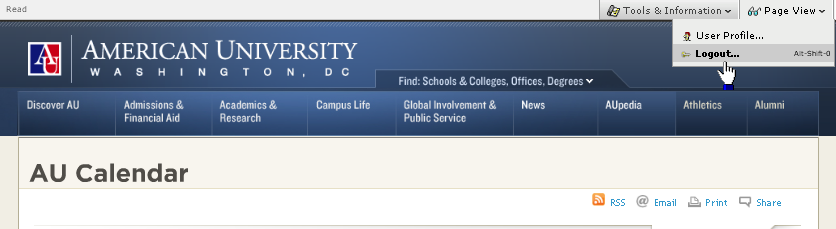 Read
Tools & Information
Page View
User Profile...
Logout... Alt-Shift-0
AU
AMERICAN UNIVERSITY
WASHINGTON, DC
Find: Schools & Colleges, Offices, Degrees
Discover AU
Admissions &
Financial Aid
Academics &
Research
Campus Life
Global Involvement &
Public Service
News
AUpedia
Athletics
Alumni
AU Calendar
RSS Email Print Share